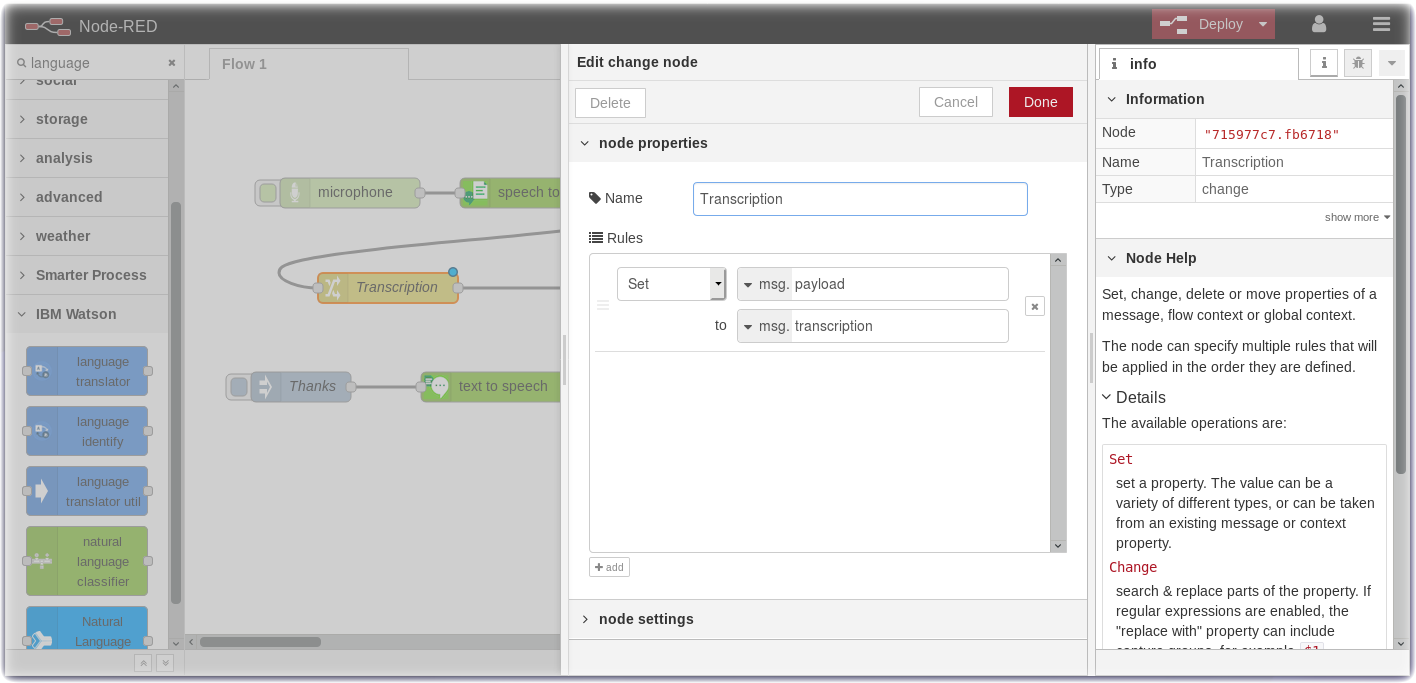 Node-RED
Deploy
language
social
storage
analysis
advanced
weather
Smarter Process
IBM Watson
language
translator
language
identify
language
translator util
natural
language
classifier
Natural
Language
Flow 1
microphone
speech to
Transcription
Thanks
text to speech
Edit change node
Delete
Cancel
Done
node properties
Name
Transcription
Rules
Set
msg. payload
to
msg. transcription
add
node settings
info
Information
Node "715977c7.fb6718"
Name Transcription
Type change
show more
Node Help
Set, change, delete or move properties of a
message, flow context or global context.
The node can specify multiple rules that will
be applied in the order they are defined.
Details
The available operations are:
Set
set a property. The value can be a
variety of different types, or can be taken
from an existing message or context
property.
Change
search & replace parts of the property. If
regular expressions are enabled, the
"replace with" property can include
capture groups, for example $1